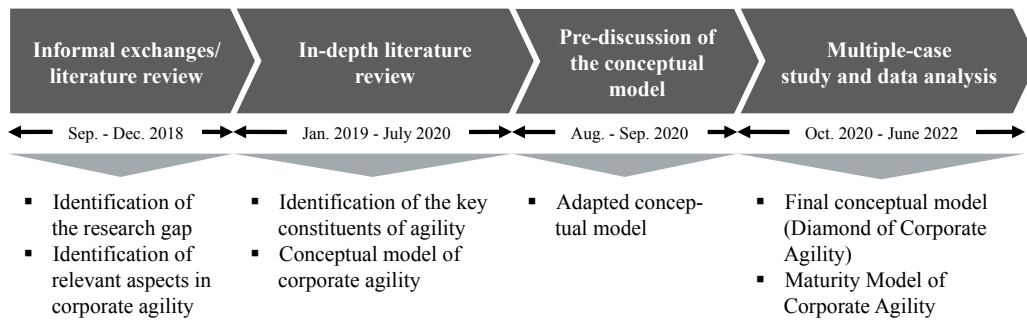 Informal exchanges/
literature review
In-depth literature
review
Pre-discussion of
the conceptual
model
Multiple-case
study and data analysis
Sep. - Dec. 2018
Jan. 2019 - July 2020
Aug. - Sep. 2020
Oct. 2020 - June 2022
▪ Identification of
the research gap
▪ Identification of
relevant aspects in
corporate agility
▪ Identification of the key
constituents of agility
▪ Conceptual model of
corporate agility
▪ Adapted concep-
tual model
▪ Final conceptual model
(Diamond of Corporate
Agility)
▪ Maturity Model of
Corporate Agility